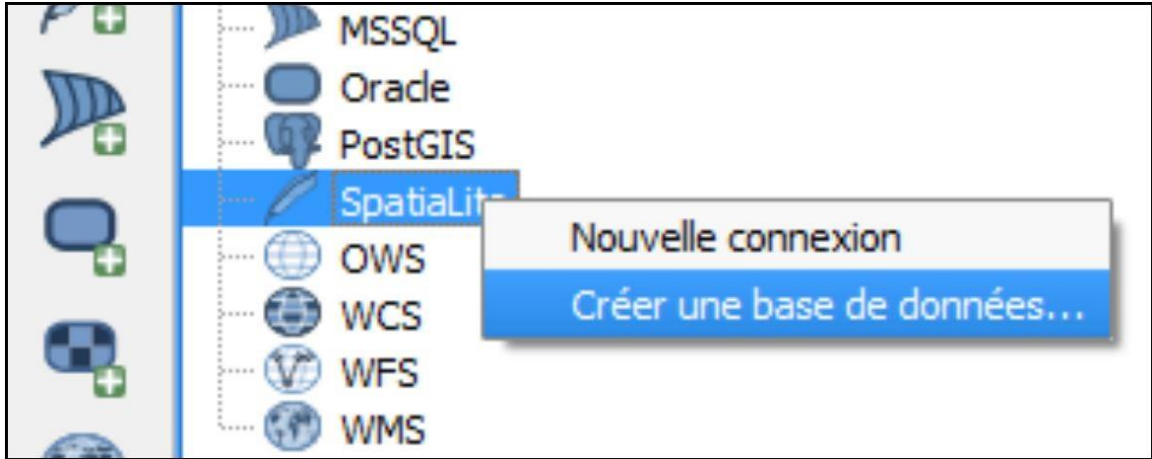 MSSQL
Oracle
PostGIS
SpatiaLite
Nouvelle connexion
OWS
Créer une base de données...
WCS
WFS
WMS